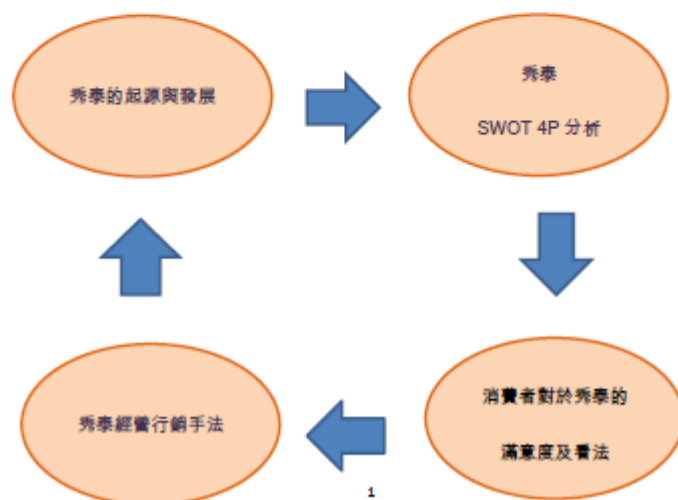 秀泰的起源與發展
秀泰
SWOT 4P 分析
消費者對於秀泰的
滿意度及看法
秀泰經營行銷手法
1